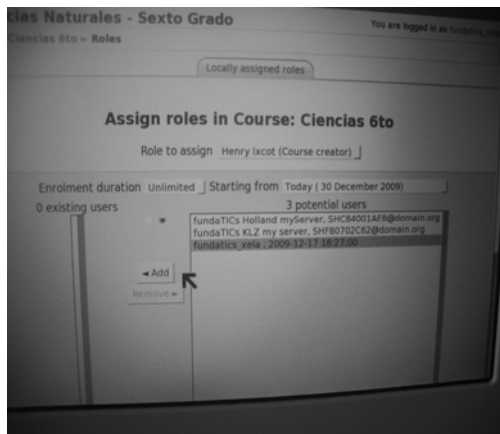 cias Naturales - Sexto Grado
You are logged in as fundatics_xela
Ciencias 6to ► Roles
Locally assigned roles
Assign roles in Course: Ciencias 6to
Role to assign Henry Ixcot (Course creator)
Enrolment duration Unlimited Starting from Today (30 December 2009)
0 existing users
3 potential users
fundaTICs Holland myServer,
fundaTICs KLZ my server, SHF80702C62@domain.org
fundatics_xela , 2009-12-17 18:27:00
◄ Add
Remove ►